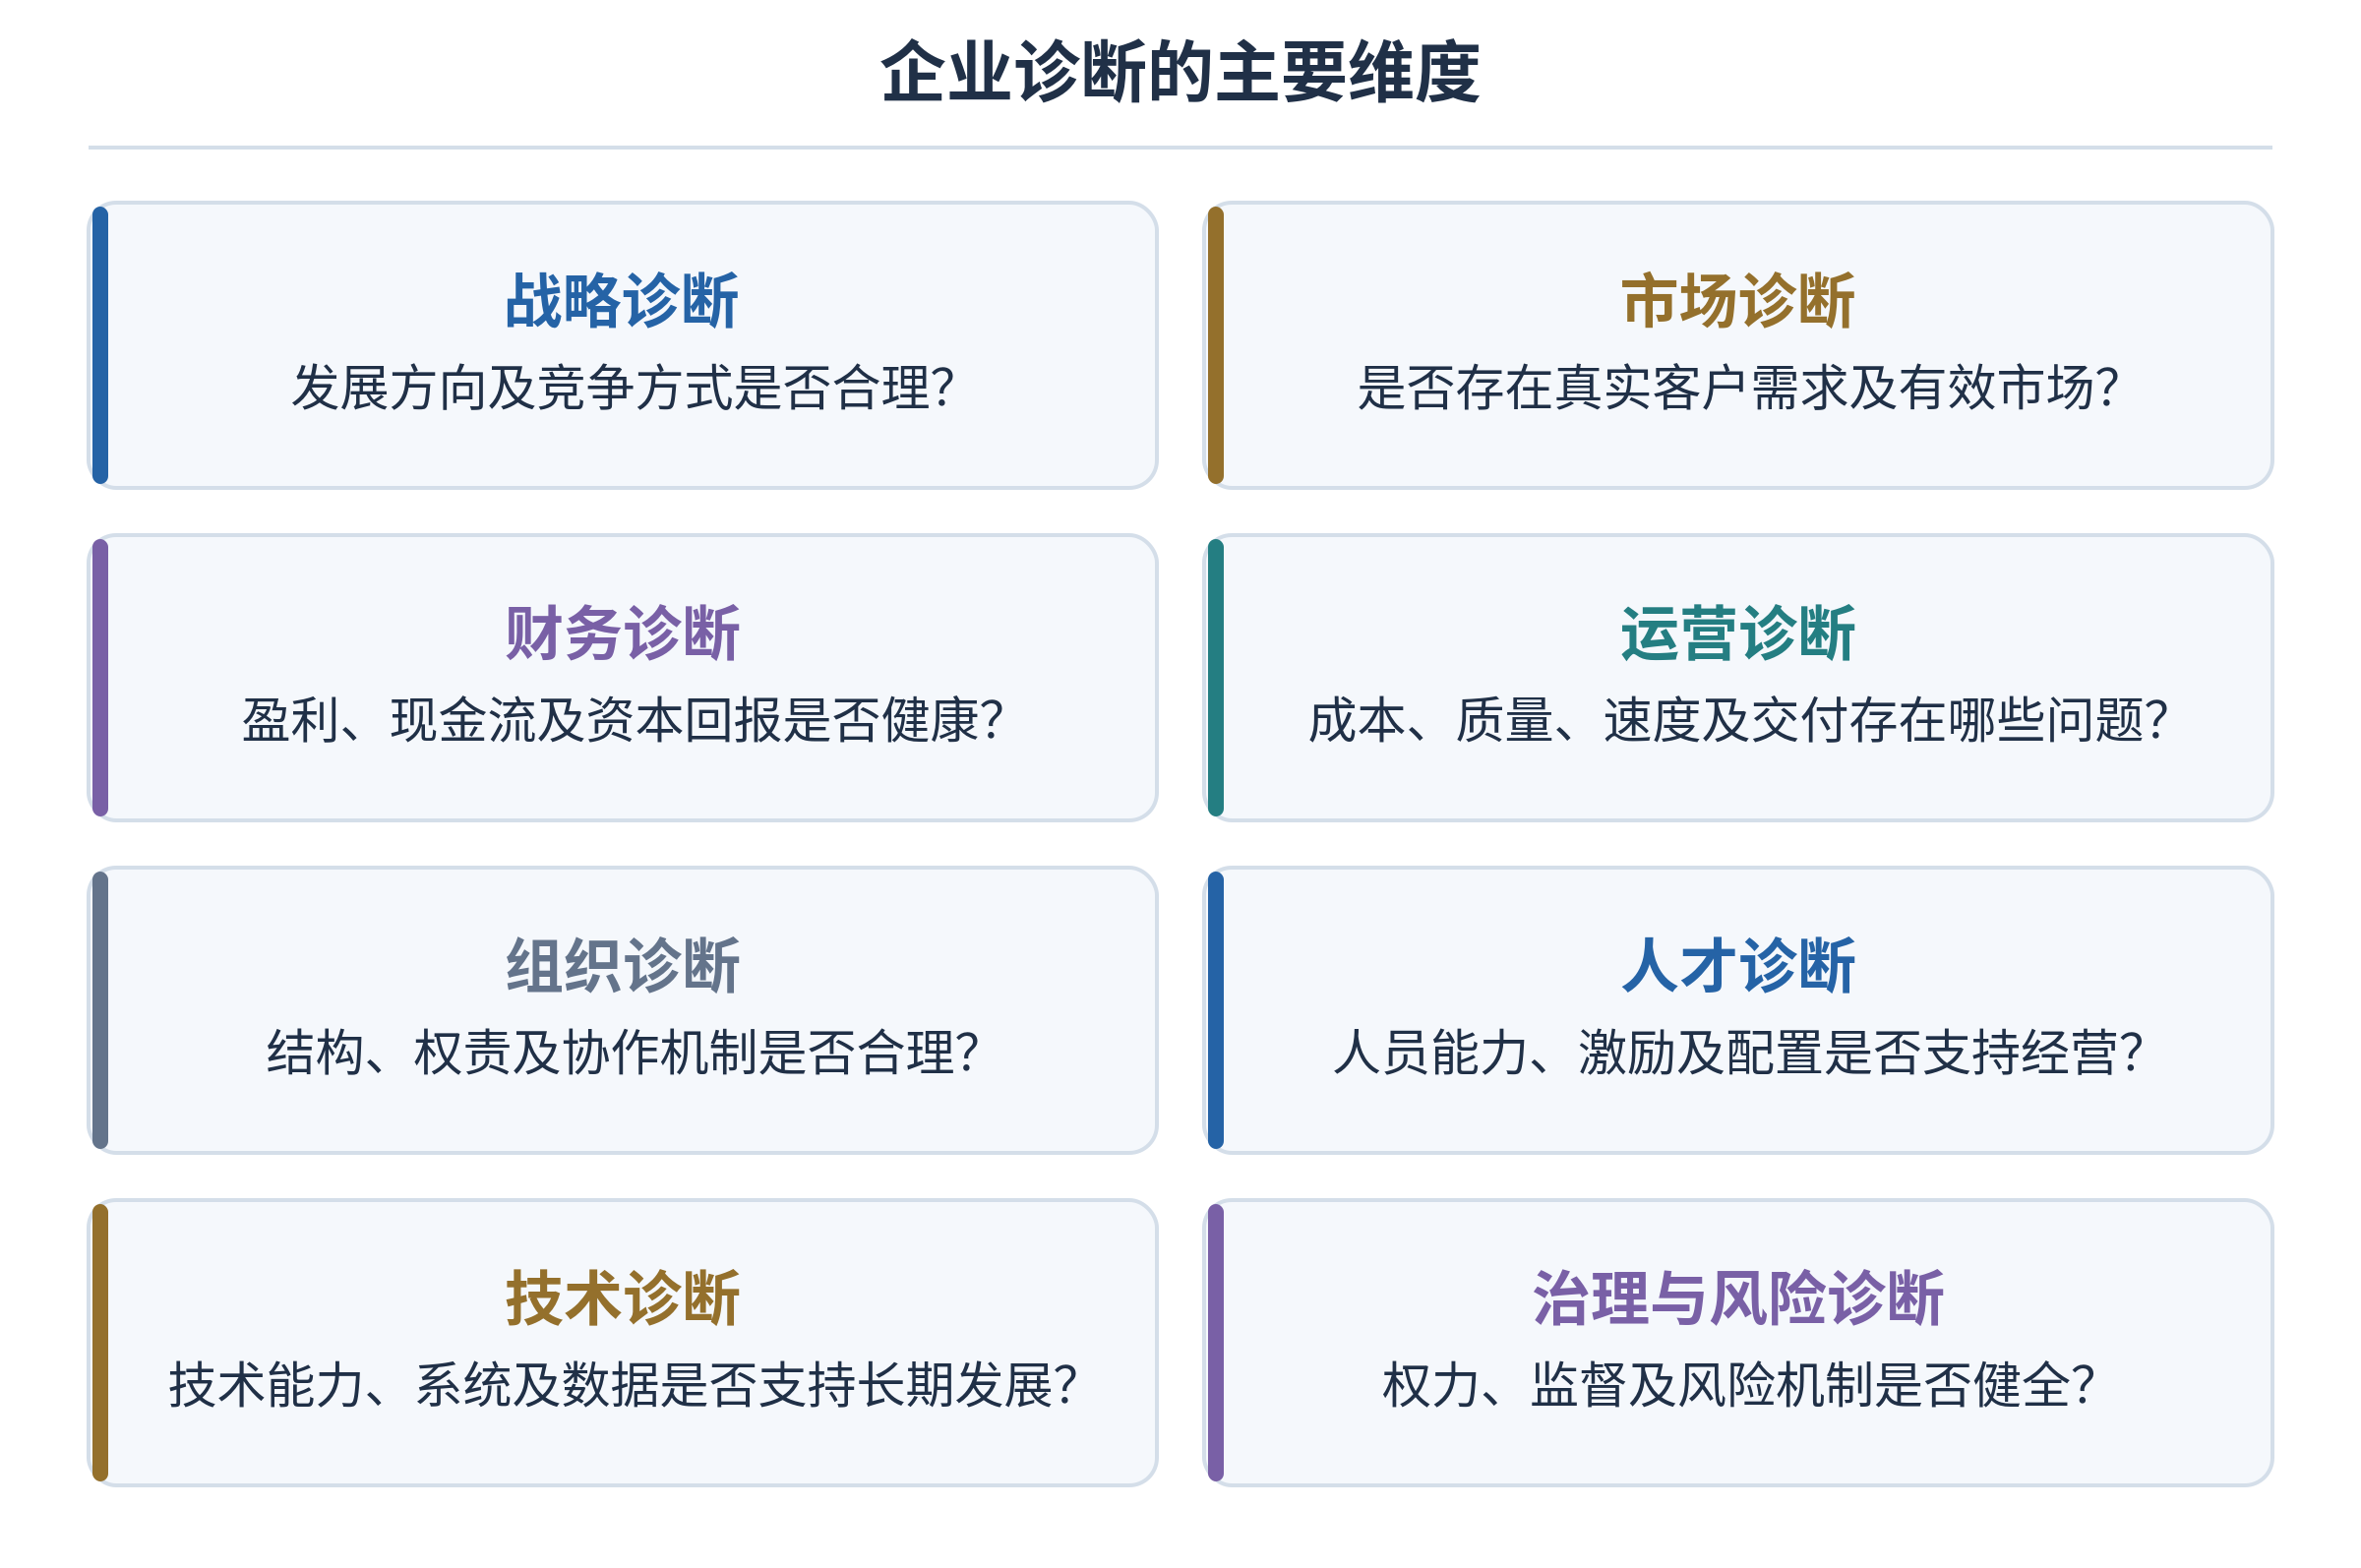 企业诊断的主要维度
战略诊断
发展方向及竞争方式是否合理？
市场诊断
是否存在真实客户需求及有效市场？
财务诊断
盈利、现金流及资本回报是否健康？
运营诊断
成本、质量、速度及交付存在哪些问题？
组织诊断
结构、权责及协作机制是否合理？
人才诊断
人员能力、激励及配置是否支持经营？
技术诊断
技术能力、系统及数据是否支持长期发展？
治理与风险诊断
权力、监督及风险机制是否健全？